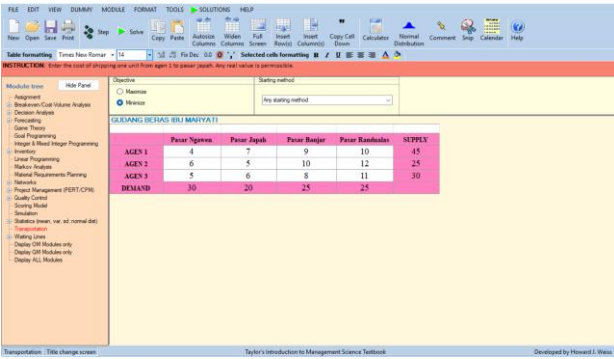 FILE EDIT VIEW DUMMY MODULE FORMAT TOOLS SOLUTIONS HELP
New Open Save Print Step Solve Copy Paste Autosize Columns Widen Columns Full Screen Insert Row(s) Insert Column(s) Copy Cell Down Calculator Normal Distribution Comment Snip Calendar Help
Table formatting Times New Romar 14 Fix Dec 0.0 Selected cells formatting B I U
INSTRUCTION: Enter the cost of shipping one unit from agen 1 to pasar japah. Any real value is permissible.
Module tree Hide Panel
Assignment
Breakeven/Cost-Volume Analysis
Decision Analysis
Forecasting
Game Theory
Goal Programming
Integer & Mixed Integer Programming
Inventory
Linear Programming
Markov Analysis
Material Requirements Planning
Networks
Project Management (PERT/CPM)
Quality Control
Scoring Model
Simulation
Statistics (mean, var, sd; normal dist)
Transportation
Waiting Lines
Display OM Modules only
Display QM Modules only
Display ALL Modules
Objective
Maximize
Minimize
Starting method
Any starting method
GUDANG BERAS IBU MARYATI
Pasar Ngawen Pasar Japah Pasar Banjar Pasar Randualas SUPPLY
AGEN 1 4 7 9 10 45
AGEN 2 6 5 10 12 25
AGEN 3 5 6 8 11 30
DEMAND 30 20 25 25
Transportation Title change screen Taylor's Introduction to Management Science Textbook Developed by Howard J. Weiss